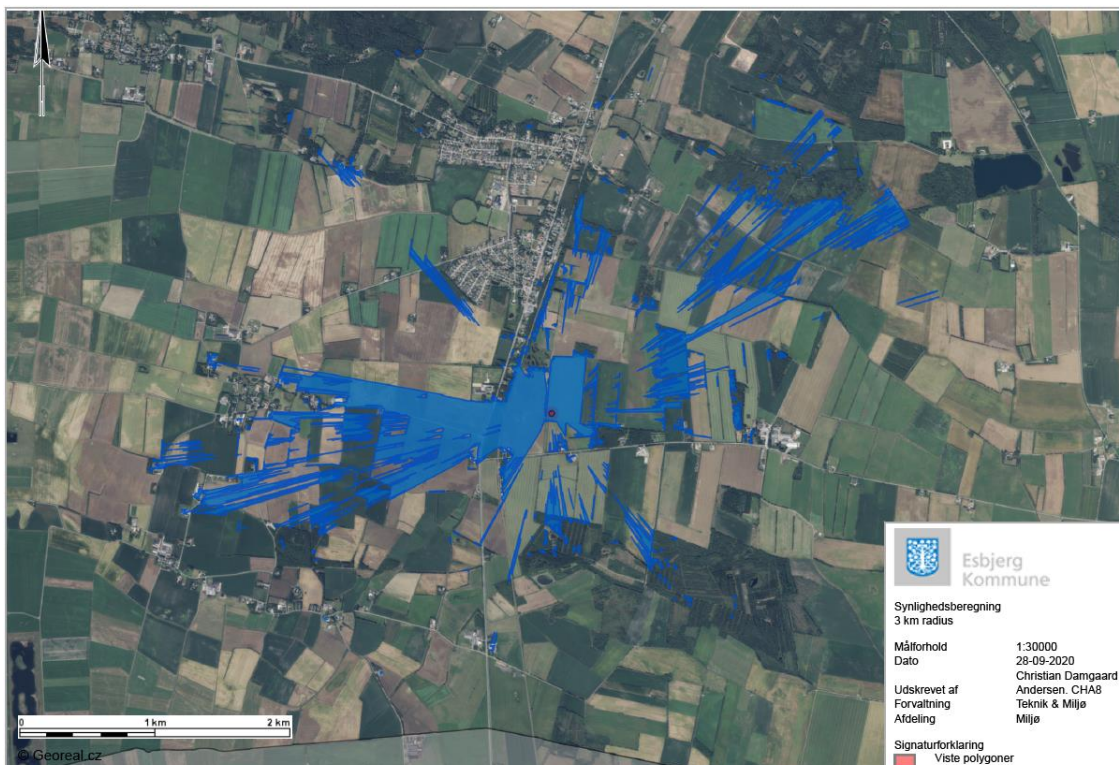 Esbjerg
Kommune
Synlighedsberegning
3 km radius
Målforhold 1:30000
Dato 28-09-2020
Christian Damgaard
Udskrevet af Andersen. CHA8
Forvaltning Teknik & Miljø
Afdeling Miljø
Signaturforklaring
Viste polygoner
0 1 km 2 km
© Georeal.cz